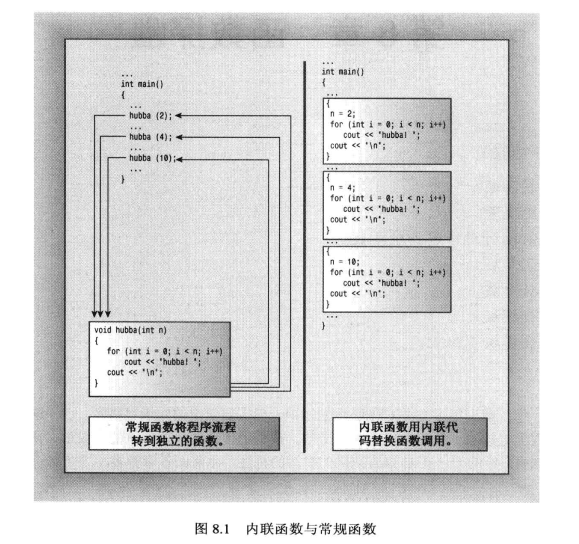 ...
int main()
{
...
hubba (2);
...
hubba (4);
...
hubba (10);
...
}
void hubba(int n)
{
for (int i = 0; i < n; i++)
cout << "hubba! ";
cout << "\n";
}
常规函数将程序流程
转到独立的函数。
...
int main()
{
...
{
n = 2;
for (int i = 0; i < n; i++)
cout << "hubba! ";
cout << "\n";
}
...
{
n = 4;
for (int i = 0; i < n; i++)
cout << "hubba! ";
cout << "\n";
}
...
{
n = 10;
for (int i = 0; i < n; i++)
cout << "hubba! ";
cout << "\n";
}
...
}
内联函数用内联代
码替换函数调用。
图 8.1 内联函数与常规函数